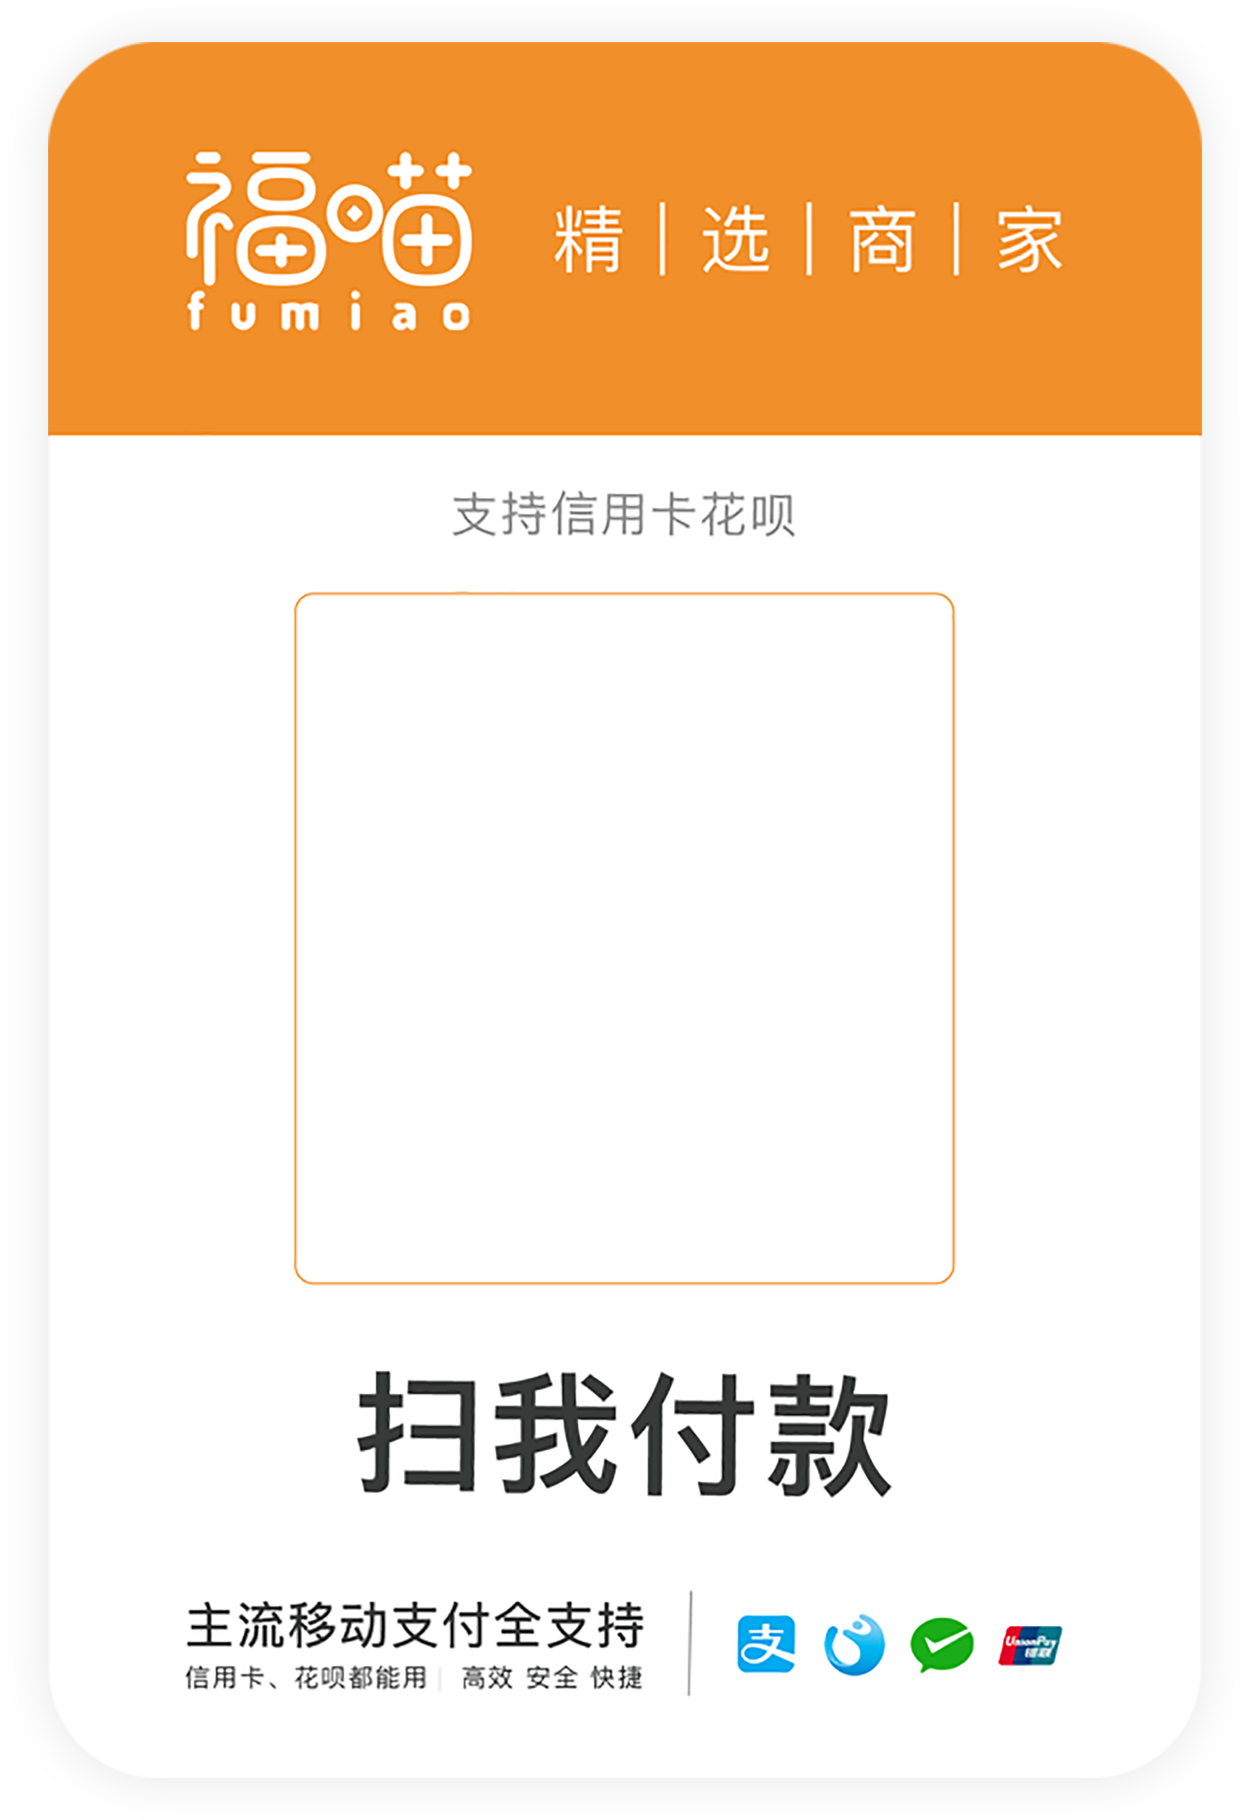 福喵
fumiao
精|选|商|家
支持信用卡花呗
扫我付款
主流移动支付全支持
信用卡、花呗都能用 | 高效 安全 快捷
支
UnionPay
银联